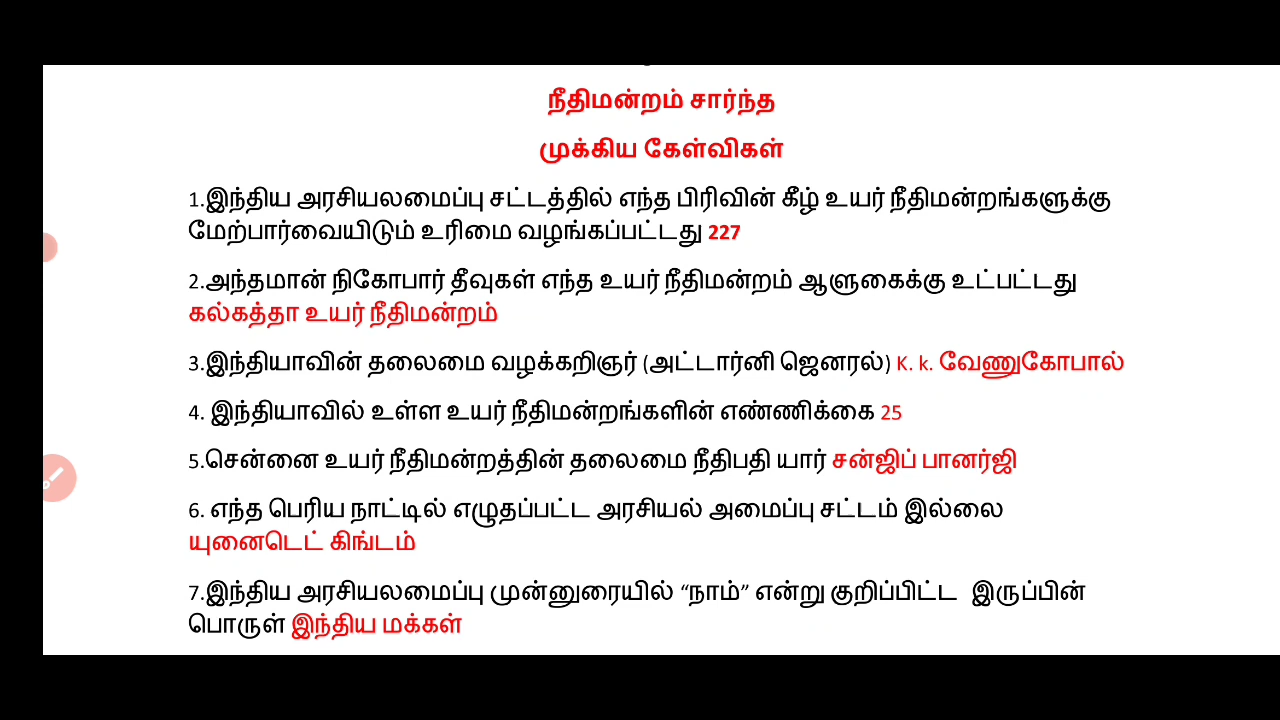 நீதிமன்றம் சார்ந்த
முக்கிய கேள்விகள்
1.இந்திய அரசியலமைப்பு சட்டத்தில் எந்த பிரிவின் கீழ் உயர் நீதிமன்றங்களுக்கு
மேற்பார்வையிடும் உரிமை வழங்கப்பட்டது 227
2.அந்தமான் நிகோபார் தீவுகள் எந்த உயர் நீதிமன்றம் ஆளுகைக்கு உட்பட்டது
கல்கத்தா உயர் நீதிமன்றம்
3.இந்தியாவின் தலைமை வழக்கறிஞர் (அட்டார்னி ஜெனரல்) K. k. வேணுகோபால்
4. இந்தியாவில் உள்ள உயர் நீதிமன்றங்களின் எண்ணிக்கை 25
5.சென்னை உயர் நீதிமன்றத்தின் தலைமை நீதிபதி யார் சன்ஜிப் பானர்ஜி
6. எந்த பெரிய நாட்டில் எழுதப்பட்ட அரசியல் அமைப்பு சட்டம் இல்லை
யுனைடெட் கிங்டம்
7.இந்திய அரசியலமைப்பு முன்னுரையில் “நாம்” என்று குறிப்பிட்ட இருப்பின்
பொருள் இந்திய மக்கள்